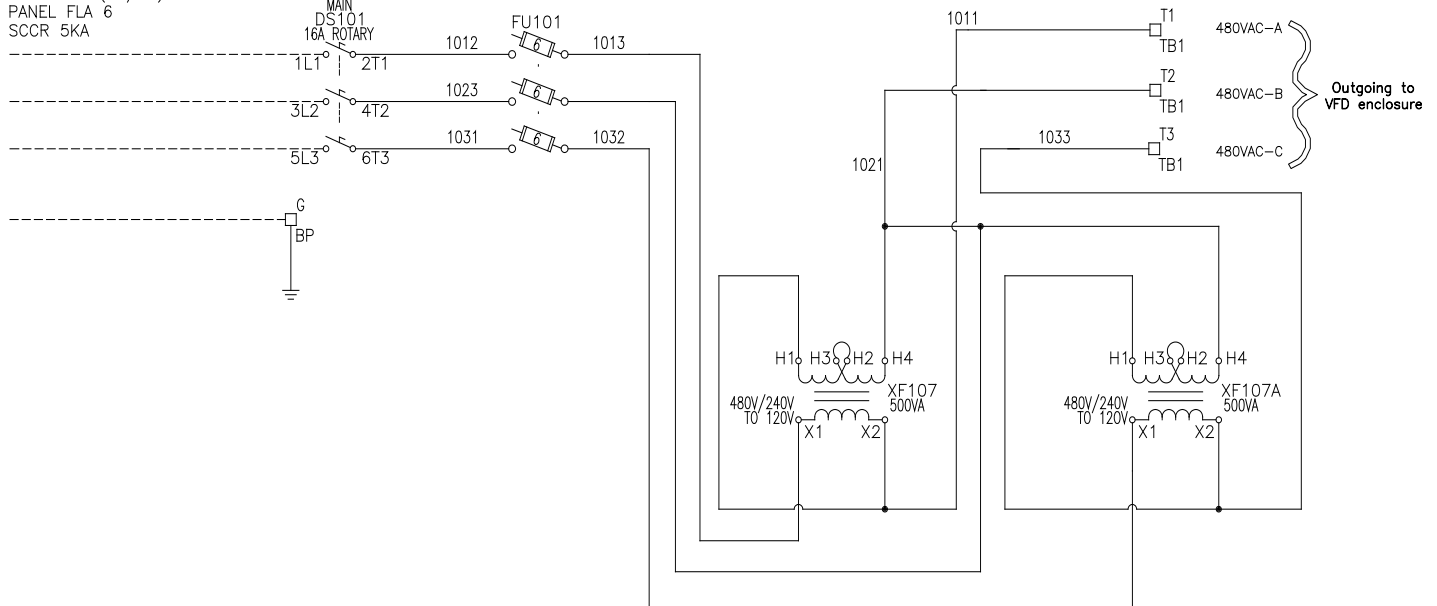 PANEL FLA 6
SCCR 5KA
MAIN
DS101
16A ROTARY
FU101
1L1
2T1
1012
6
1013
3L2
4T2
1023
6
5L3
6T3
1031
6
1032
G
BP
1011
T1
TB1
480VAC-A
T2
TB1
480VAC-B
Outgoing to
VFD enclosure
1021
1033
T3
TB1
480VAC-C
H1
H3
H2
H4
XF107
500VA
480V/240V
TO 120V
X1
X2
H1
H3
H2
H4
XF107A
500VA
480V/240V
TO 120V
X1
X2